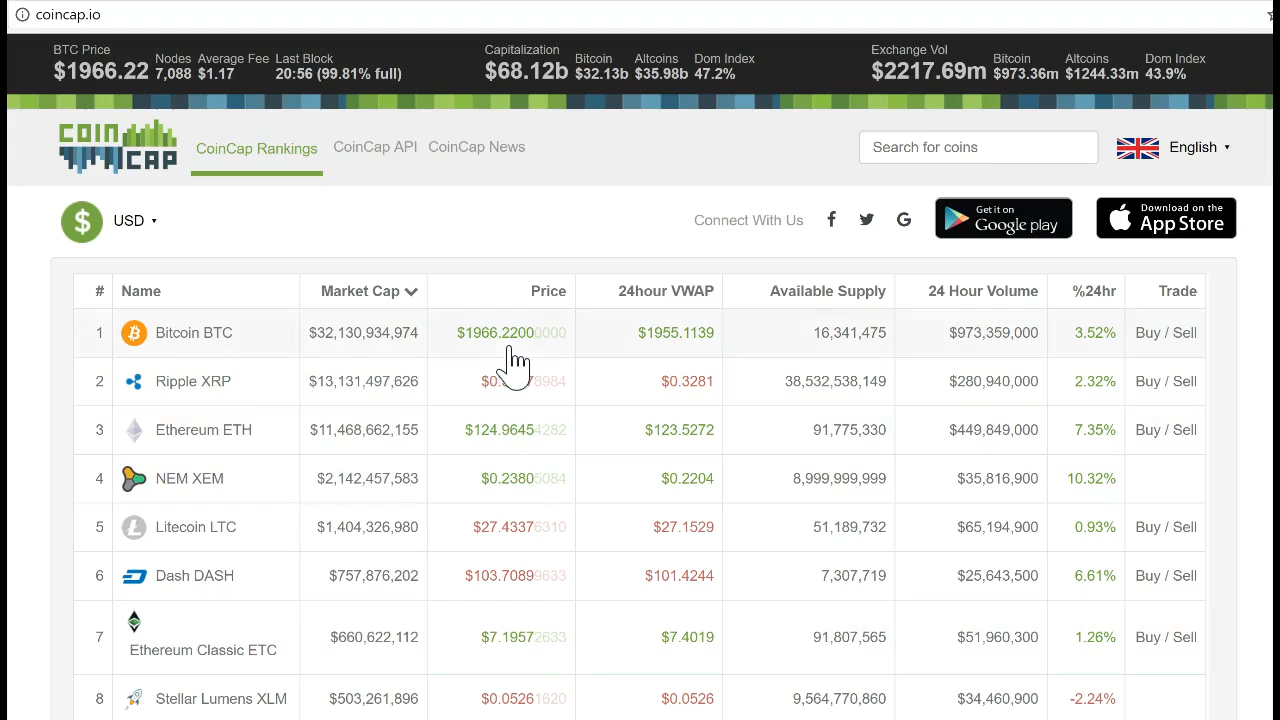 coincap.io
BTC Price Nodes Average Fee Last Block
$1966.22 7,088 $1.17 20:56 (99.81% full)
Capitalization Bitcoin Altcoins Dom Index
$68.12b $32.13b $35.98b 47.2%
Exchange Vol Bitcoin Altcoins Dom Index
$2217.69m $973.36m $1244.33m 43.9%
COIN CAP
CoinCap Rankings CoinCap API CoinCap News
Search for coins
English
$ USD
Connect With Us
Get it on
Google play
Download on the
App Store
# Name Market Cap Price 24hour VWAP Available Supply 24 Hour Volume %24hr Trade
1 Bitcoin BTC $32,130,934,974 $1966.22000000 $1955.1139 16,341,475 $973,359,000 3.52% Buy / Sell
2 Ripple XRP $13,131,497,626 $0.3281 38,532,538,149 $280,940,000 2.32% Buy / Sell
3 Ethereum ETH $11,468,662,155 $124.96454282 $123.5272 91,775,330 $449,849,000 7.35% Buy / Sell
4 NEM XEM $2,142,457,583 $0.23805084 $0.2204 8,999,999,999 $35,816,900 10.32%
5 Litecoin LTC $1,404,326,980 $27.43376310 $27.1529 51,189,732 $65,194,900 0.93% Buy / Sell
6 Dash DASH $757,876,202 $103.70899633 $101.4244 7,307,719 $25,643,500 6.61% Buy / Sell
7 Ethereum Classic ETC $660,622,112 $7.19572633 $7.4019 91,807,565 $51,960,300 1.26% Buy / Sell
8 Stellar Lumens XLM $503,261,896 $0.05261620 $0.0526 9,564,770,860 $34,460,900 -2.24%